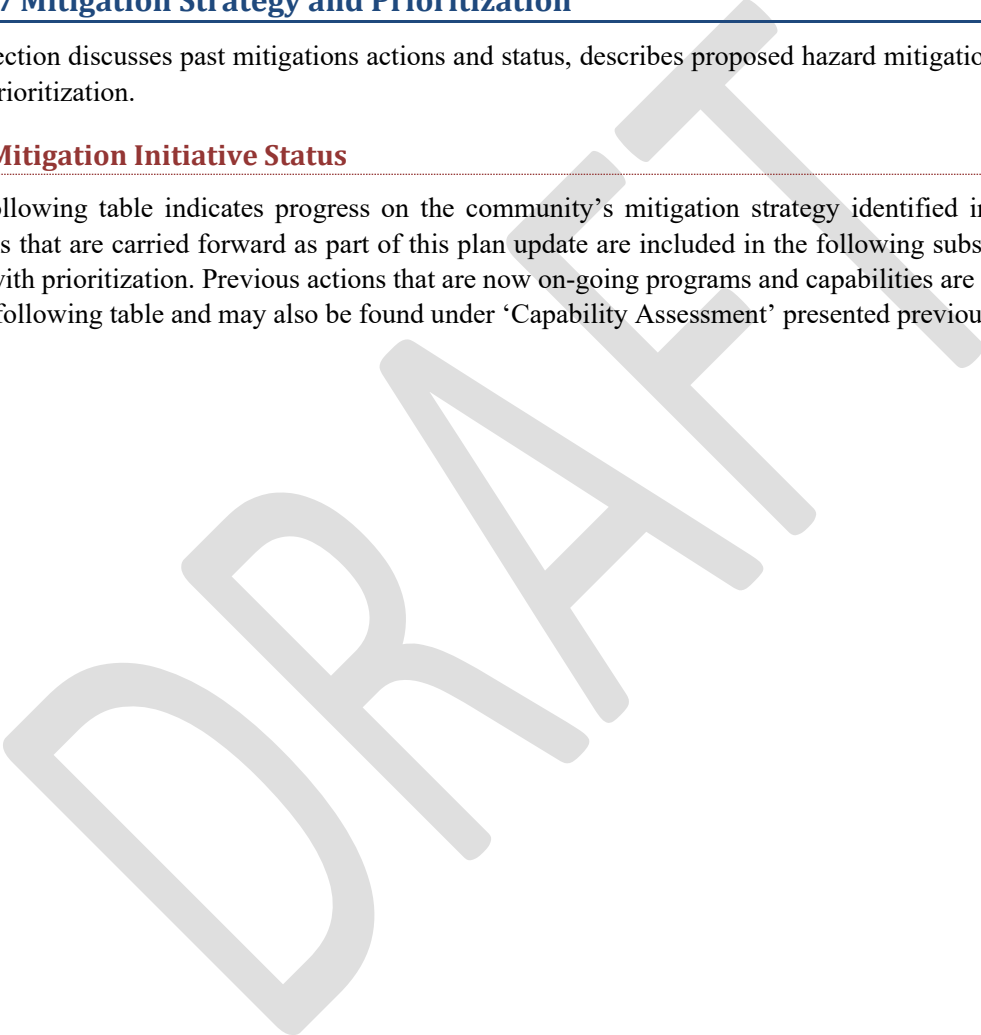 7 Mitigation Strategy and Prioritization
ection discusses past mitigations actions and status, describes proposed hazard mitigatio
rioritization.
Mitigation Initiative Status
ollowing table indicates progress on the community’s mitigation strategy identified in
s that are carried forward as part of this plan update are included in the following subs
with prioritization. Previous actions that are now on-going programs and capabilities are
following table and may also be found under ‘Capability Assessment’ presented previou
DRAFT